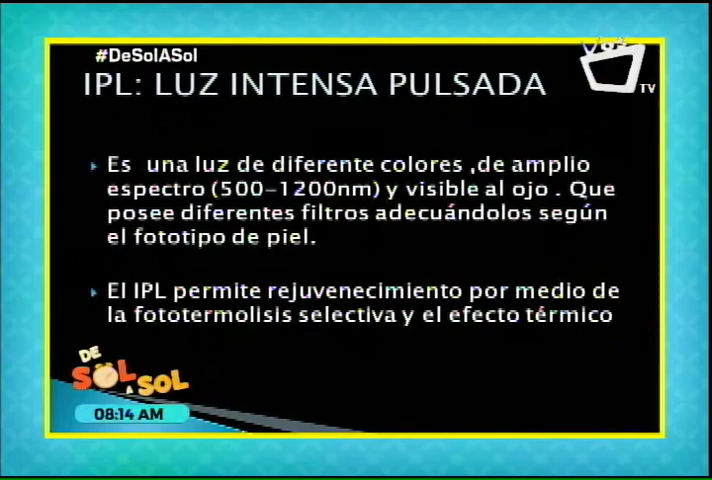 #DeSolASol
IPL: LUZ INTENSA PULSADA
TV
Es una luz de diferente colores ,de amplio
espectro (500-1200nm) y visible al ojo . Que
posee diferentes filtros adecuándolos según
el fototipo de piel.
El IPL permite rejuvenecimiento por medio de
la fototermolisis selectiva y el efecto térmico
DE
SOL
A SOL
08:14 AM